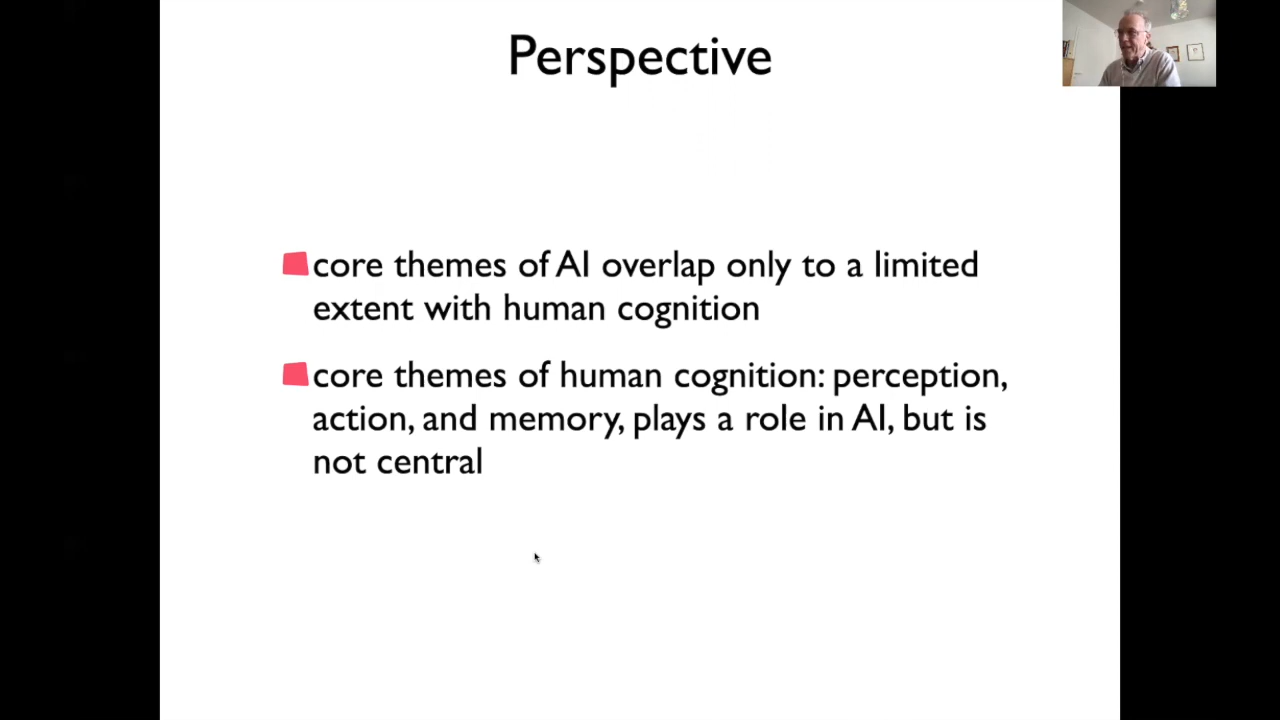 Perspective
core themes of AI overlap only to a limited
extent with human cognition
core themes of human cognition: perception,
action, and memory, plays a role in AI, but is
not central